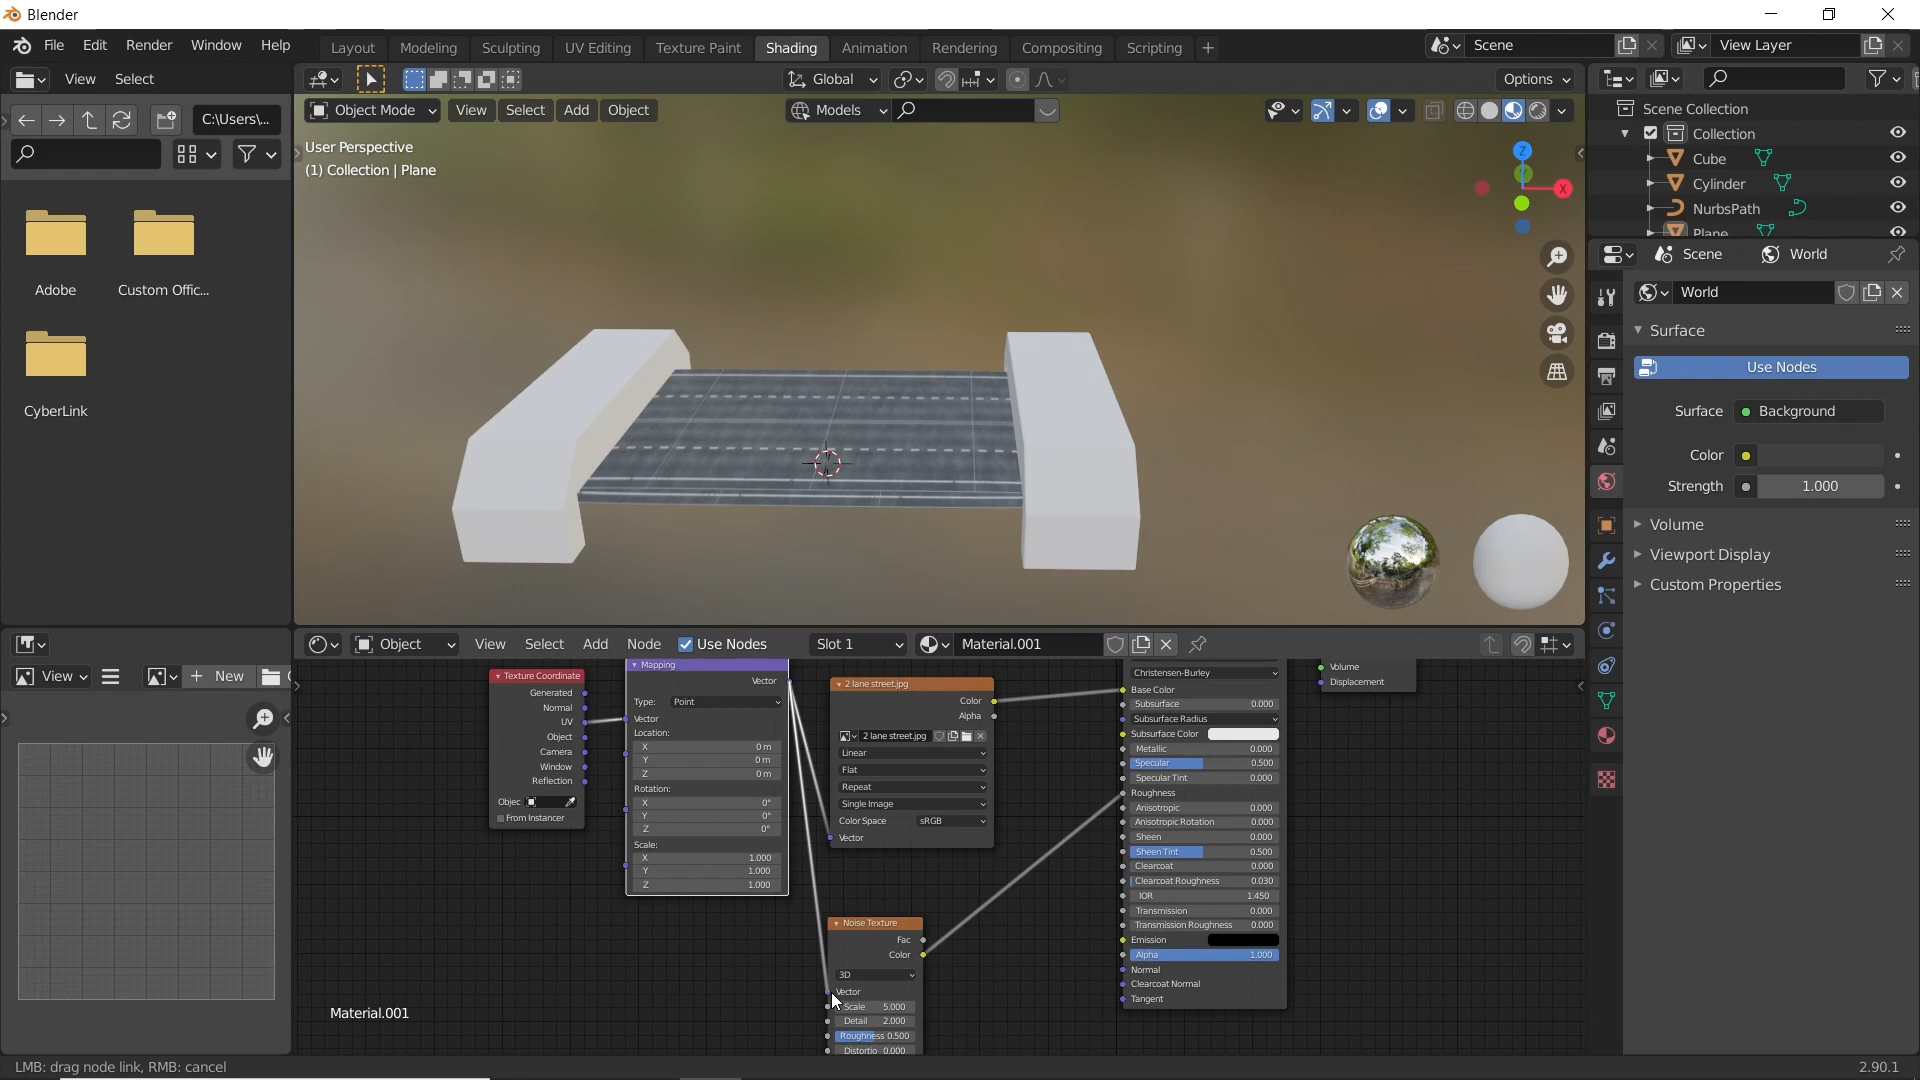 Blender
File Edit Render Window Help
Layout Modeling Sculpting UV Editing Texture Paint Shading Animation Rendering Compositing Scripting +
Scene
View Layer
View Select
Global
Options
C:\Users\...
Object Mode View Select Add Object
Models
User Perspective
(1) Collection | Plane
Z
X
Adobe
Custom Offic...
CyberLink
Scene Collection
Collection
Cube
Cylinder
NurbsPath
Plane
Scene World
World
Surface
Use Nodes
Surface Background
Color
Strength 1.000
Volume
Viewport Display
Custom Properties
View
New
Object View Select Add Node Use Nodes Slot 1 Material.001
Texture Coordinate
Generated
Normal
UV
Object
Camera
Window
Reflection
Objec
From Instancer
Mapping
Vector
Type: Point
Vector
Location:
X 0 m
Y 0 m
Z 0 m
Rotation:
X 0°
Y 0°
Z 0°
Scale:
X 1.000
Y 1.000
Z 1.000
2 lane street.jpg
Color
Alpha
2 lane street.jpg
Linear
Flat
Repeat
Single Image
Color Space sRGB
Vector
Noise Texture
Fac
Color
3D
Vector
Scale 5.000
Detail 2.000
Roughness 0.500
Distortio 0.000
Christensen-Burley
Base Color
Subsurface 0.000
Subsurface Radius
Subsurface Color
Metallic 0.000
Specular 0.500
Specular Tint 0.000
Roughness
Anisotropic 0.000
Anisotropic Rotation 0.000
Sheen 0.000
Sheen Tint 0.500
Clearcoat 0.000
Clearcoat Roughness 0.030
IOR 1.450
Transmission 0.000
Transmission Roughness 0.000
Emission
Alpha 1.000
Normal
Clearcoat Normal
Tangent
Volume
Displacement
Material.001
LMB: drag node link, RMB: cancel
2.90.1